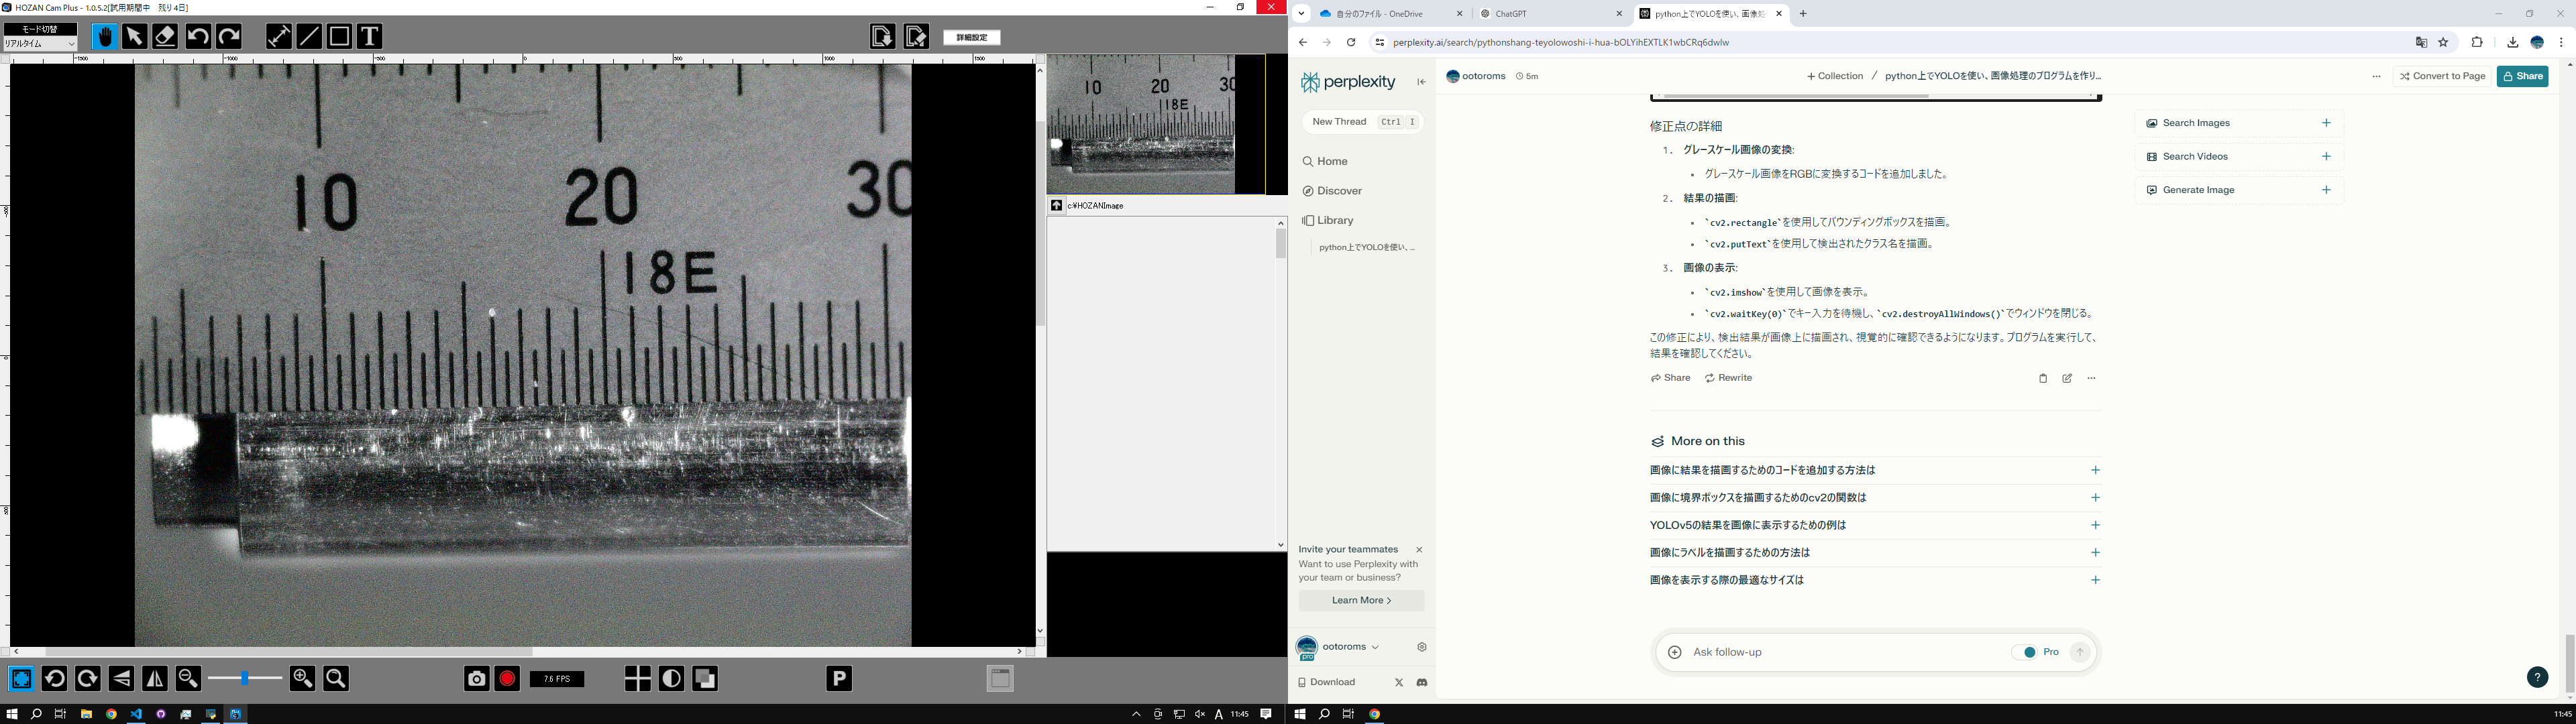 HOZAN Cam Plus - 1.0.5.2[試用期間中　残り 4日]
モード切替
リアルタイム
T
詳細設定
10 20 30
18E
10 20 30
18E
c:¥HOZANImage
7.6 FPS
P
A 11:45
自分のファイル - OneDrive
ChatGPT
python上でYOLOを使い、画像処
perplexity.ai/search/pythonshang-teyolowoshi-i-hua-bOLYihEXTLK1wbCRq6dwIw
perplexity
New Thread Ctrl I
Home
Discover
Library
python上でYOLOを使い、...
Invite your teammates
Want to use Perplexity with
your team or business?
Learn More
pro
ootoroms
Download
ootoroms 5m
Collection / python上でYOLOを使い、画像処理のプログラムを作り...
Convert to Page
Share
修正点の詳細
1. グレースケール画像の変換:
• グレースケール画像をRGBに変換するコードを追加しました。
2. 結果の描画:
• `cv2.rectangle`を使用してバウンディングボックスを描画。
• `cv2.putText`を使用して検出されたクラス名を描画。
3. 画像の表示:
• `cv2.imshow`を使用して画像を表示。
• `cv2.waitKey(0)`でキー入力を待機し、`cv2.destroyAllWindows()`でウィンドウを閉じる。
この修正により、検出結果が画像上に描画され、視覚的に確認できるようになります。プログラムを実行して、
結果を確認してください。
Share Rewrite
More on this
画像に結果を描画するためのコードを追加する方法は
画像に境界ボックスを描画するためのcv2の関数は
YOLOv5の結果を画像に表示するための例は
画像にラベルを描画するための方法は
画像を表示する際の最適なサイズは
Ask follow-up
Pro
Search Images
Search Videos
Generate Image
?
11:45